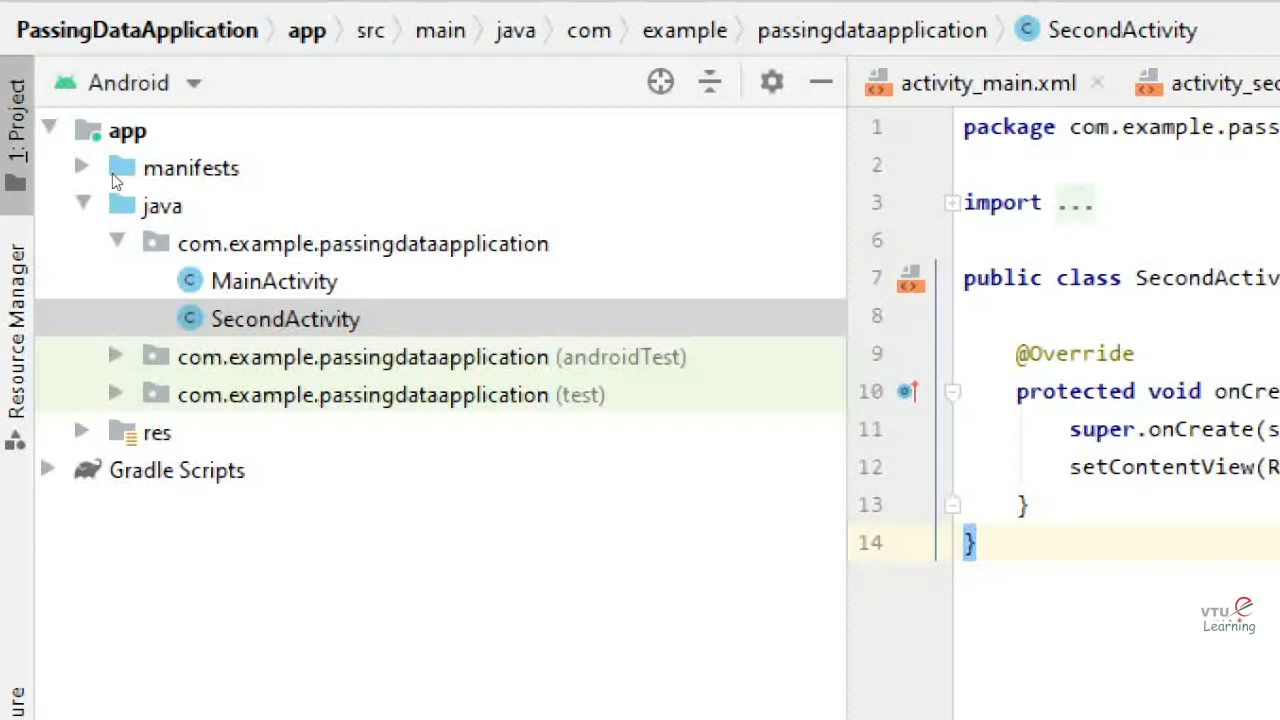 PassingDataApplication app src main java com example passingdataapplication SecondActivity
1: Project
Resource Manager
Android
app
manifests
java
com.example.passingdataapplication
MainActivity
SecondActivity
com.example.passingdataapplication (androidTest)
com.example.passingdataapplication (test)
res
Gradle Scripts
activity_main.xml activity_sec
1 package com.example.pass
2
3 import ...
6
7 public class SecondActiv
8
9 @Override
10 protected void onCre
11 super.onCreate(s
12 setContentView(R
13 }
14 }
VTU e
Learning
ure